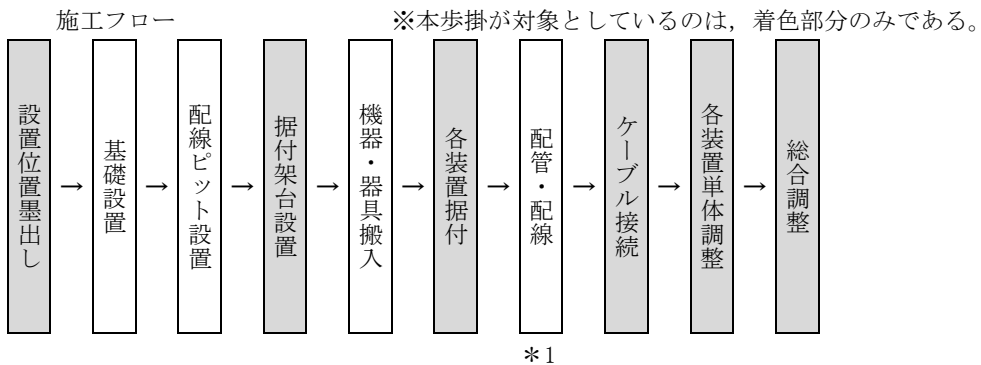 施工フロー
※本歩掛が対象としているのは，着色部分のみである。
設置位置墨出し
→
基礎設置
→
配線ピット設置
→
据付架台設置
→
機器・器具搬入
→
各装置据付
→
配管・配線
→
ケーブル接続
→
各装置単体調整
→
総合調整
＊1